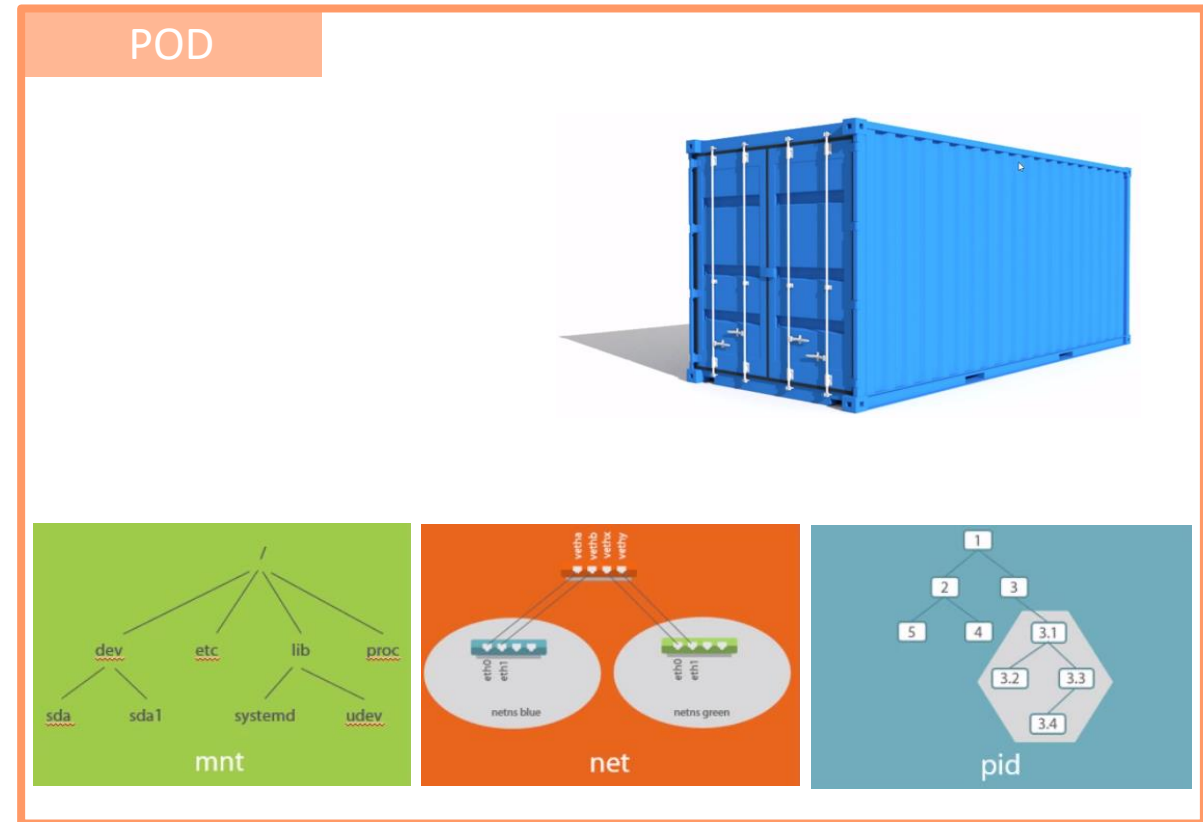 POD
/
dev etc lib proc
sda sda1 systemd udev
mnt
vetha vethb vethx vethy
eth0 eth1
eth0 eth1
netns blue
netns green
net
1
2 3
5 4 3.1
3.2 3.3
3.4
pid